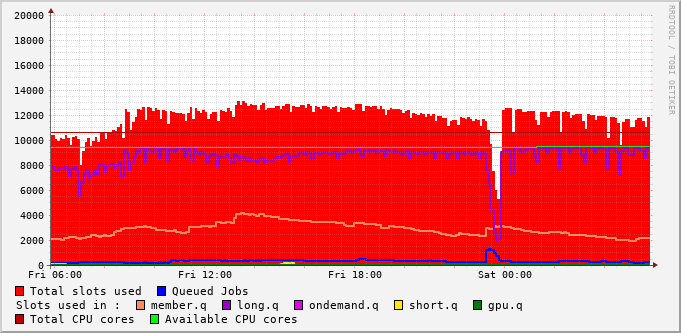 20000
18000
16000
14000
12000
10000
8000
6000
4000
2000
0
Fri 06:00 Fri 12:00 Fri 18:00 Sat 00:00
RRDTOOL / TOBI OETIKER
Total slots used Queued Jobs
Slots used in : member.q long.q ondemand.q short.q gpu.q
Total CPU cores Available CPU cores